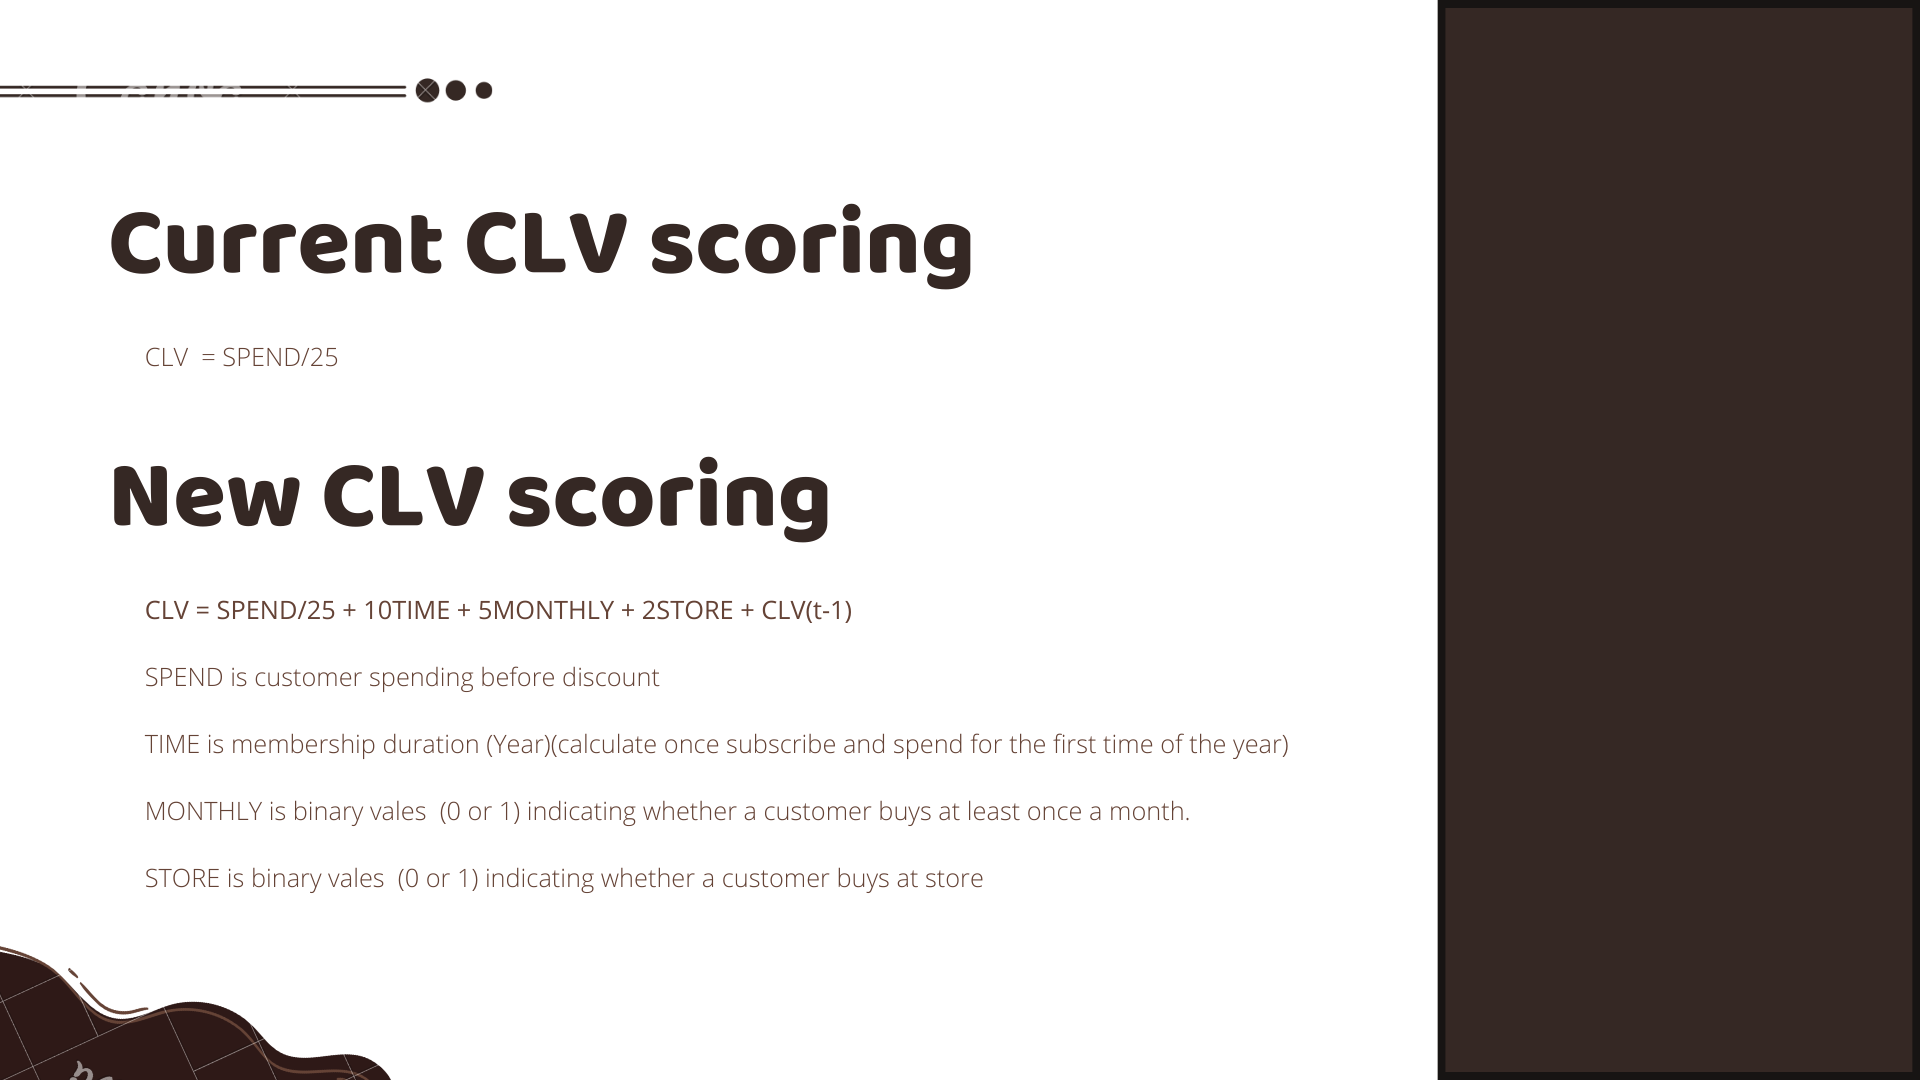 Current CLV scoring
CLV  = SPEND/25
New CLV scoring
CLV = SPEND/25 + 10TIME + 5MONTHLY + 2STORE + CLV(t-1)
SPEND is customer spending before discount
TIME is membership duration (Year)(calculate once subscribe and spend for the first time of the year)
MONTHLY is binary vales  (0 or 1) indicating whether a customer buys at least once a month.
STORE is binary vales  (0 or 1) indicating whether a customer buys at store